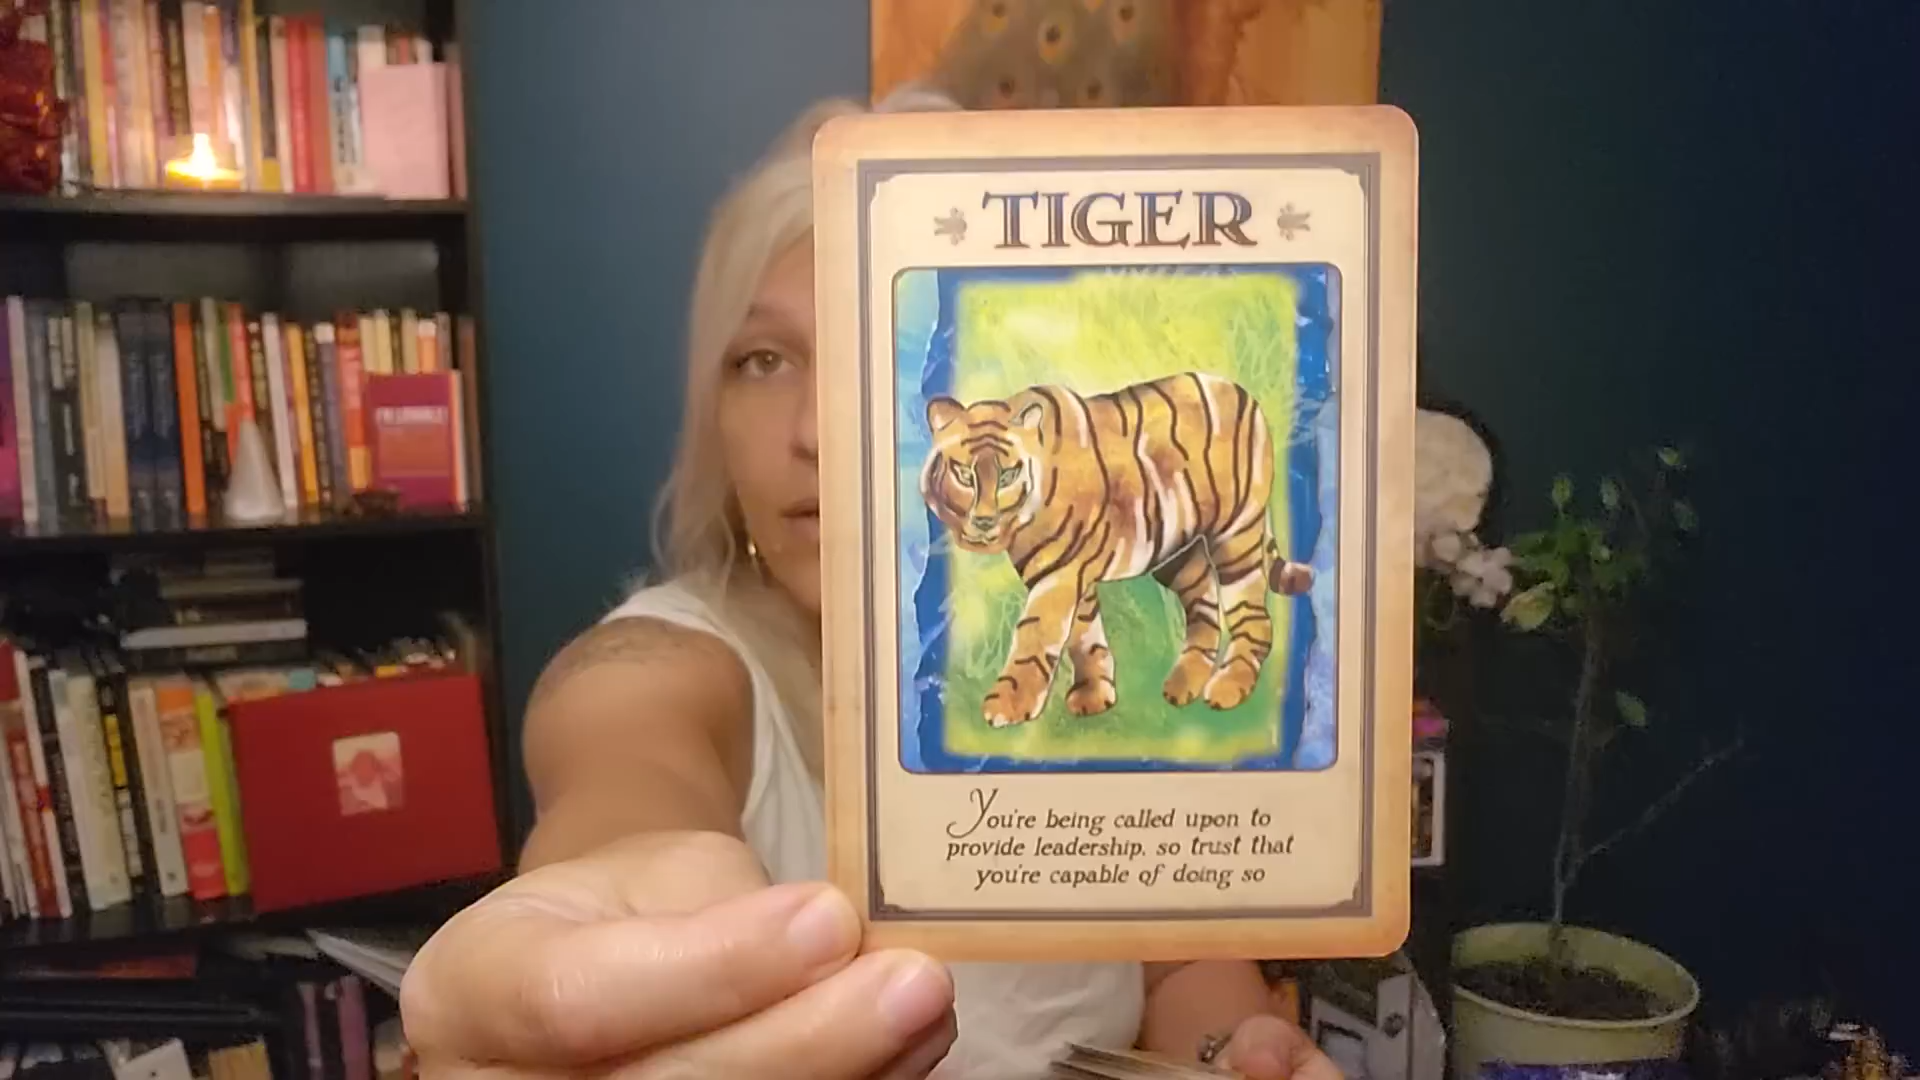 TIGER
You're being called upon to
provide leadership, so trust that
you're capable of doing so